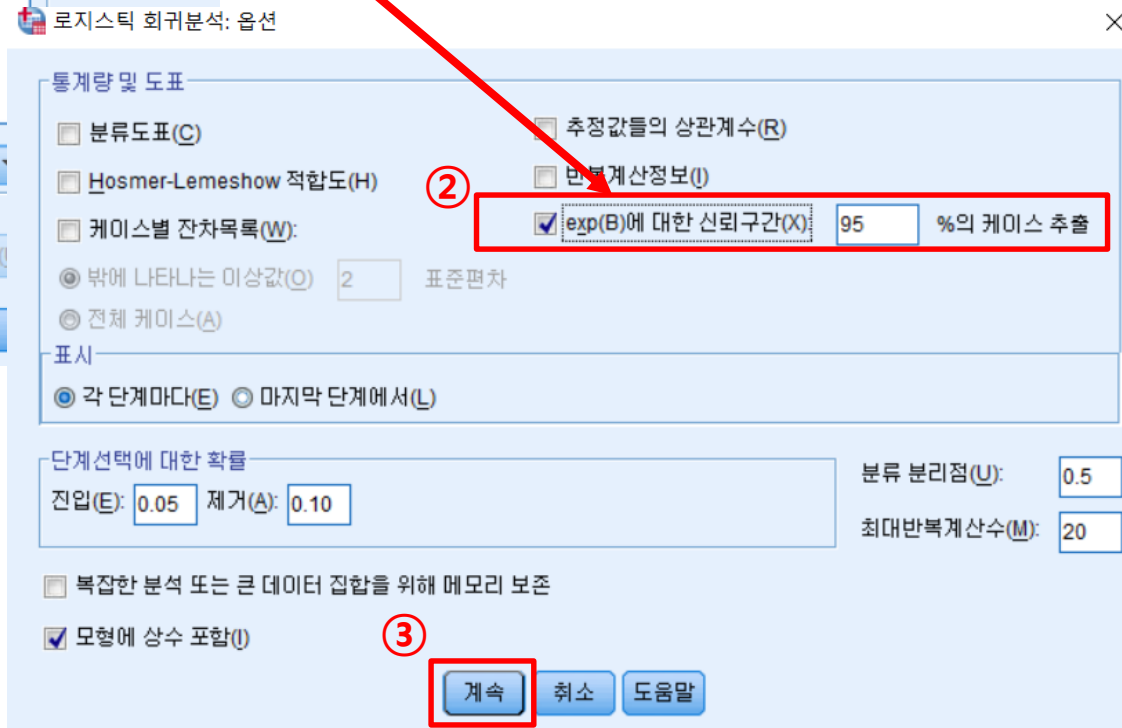 로지스틱 회귀분석: 옵션
통계량 및 도표
분류도표(C)
추정값들의 상관계수(R)
Hosmer-Lemeshow 적합도(H)
반복계산정보(I)
②
케이스별 잔차목록(W):
exp(B)에 대한 신뢰구간(X): 95 %의 케이스 추출
밖에 나타나는 이상값(O) 2 표준편차
전체 케이스(A)
표시
각 단계마다(E) 마지막 단계에서(L)
단계선택에 대한 확률
진입(E): 0.05 제거(A): 0.10
분류 분리점(U): 0.5
최대반복계산수(M): 20
복잡한 분석 또는 큰 데이터 집합을 위해 메모리 보존
모형에 상수 포함(I)
③
계속 취소 도움말